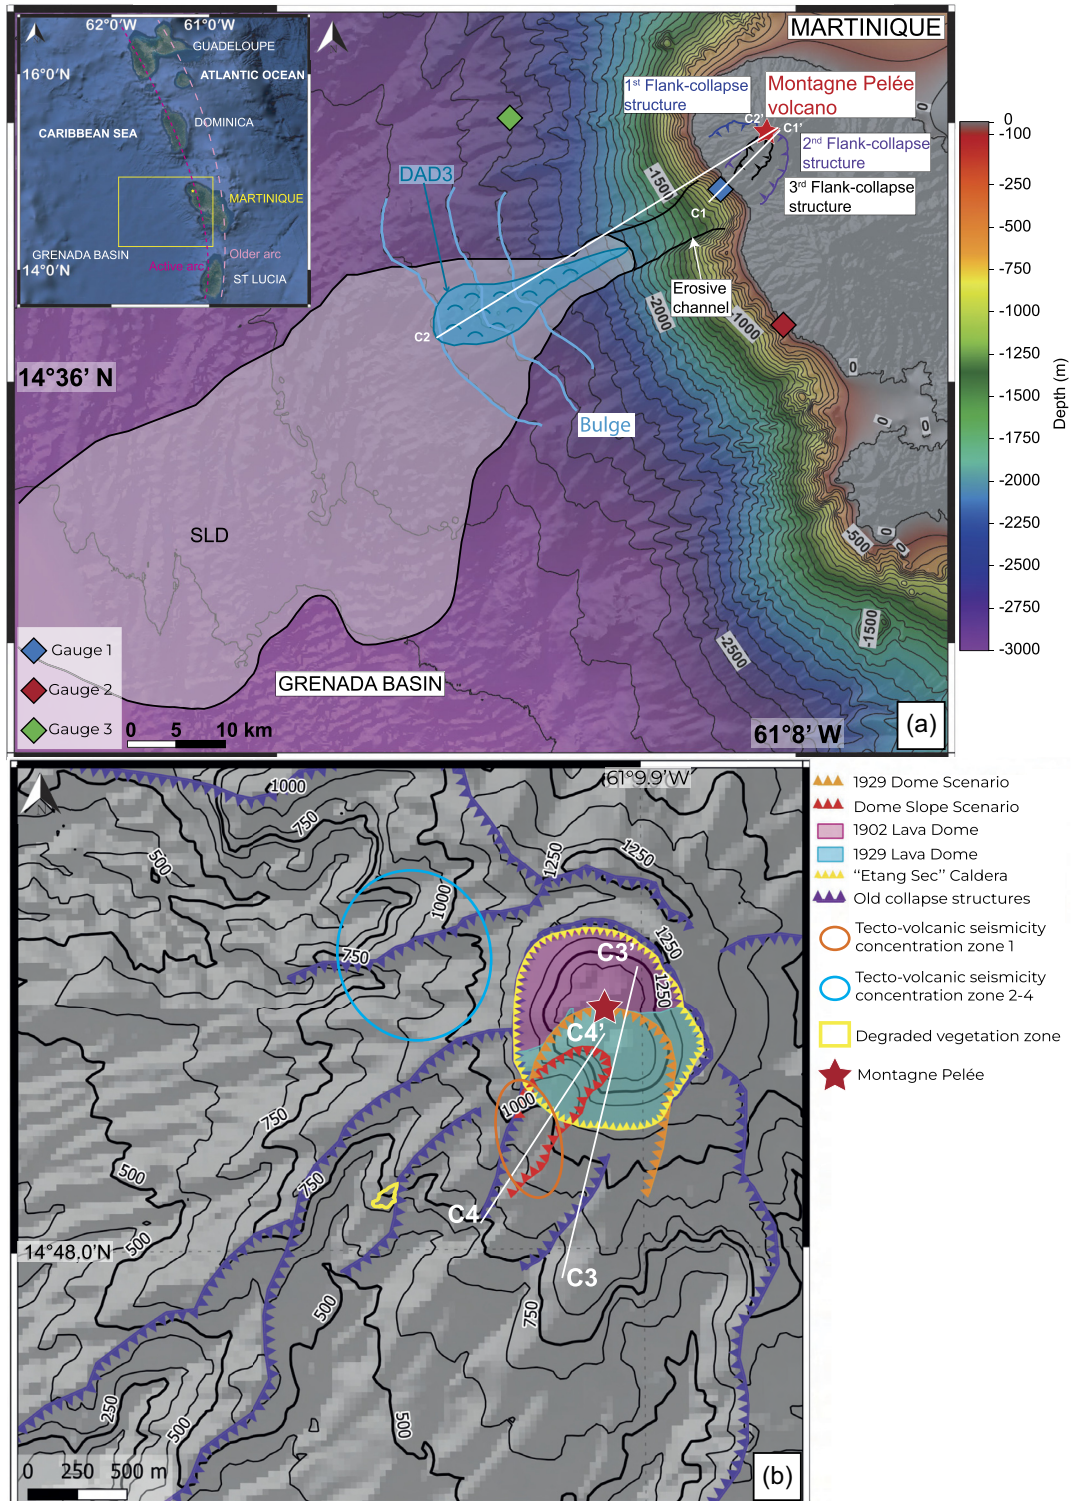 62°0'W
61°0'W
GUADELOUPE
16°0'N
ATLANTIC OCEAN
DOMINICA
CARIBBEAN SEA
MARTINIQUE
GRENADA BASIN
Older arc
Active arc
14°0'N
ST LUCIA
MARTINIQUE
1st Flank-collapse
structure
Montagne Pelée
volcano
C2'
C1'
2nd Flank-collapse
structure
3rd Flank-collapse
structure
C1
DAD3
-1500
Erosive
channel
-2000
-1000
C2
14°36' N
Bulge
0
0
0
0
SLD
-500
0
0
-1500
-2500
Gauge 1
Gauge 2
Gauge 3
GRENADA BASIN
0 5 10 km
61°8' W
(a)
0
-100
-250
-500
-750
-1000
-1250
-1500
-1750
-2000
-2250
-2500
-2750
-3000
Depth (m)
61°9.9'W
1000
750
500
1250
1250
1000
750
1250
1250
C3'
C4'
1000
750
750
500
500
C4
14°48.0'N
C3
750
500
250
500
500
0 250 500 m
(b)
1929 Dome Scenario
Dome Slope Scenario
1902 Lava Dome
1929 Lava Dome
"Etang Sec" Caldera
Old collapse structures
Tecto-volcanic seismicity
concentration zone 1
Tecto-volcanic seismicity
concentration zone 2-4
Degraded vegetation zone
Montagne Pelée